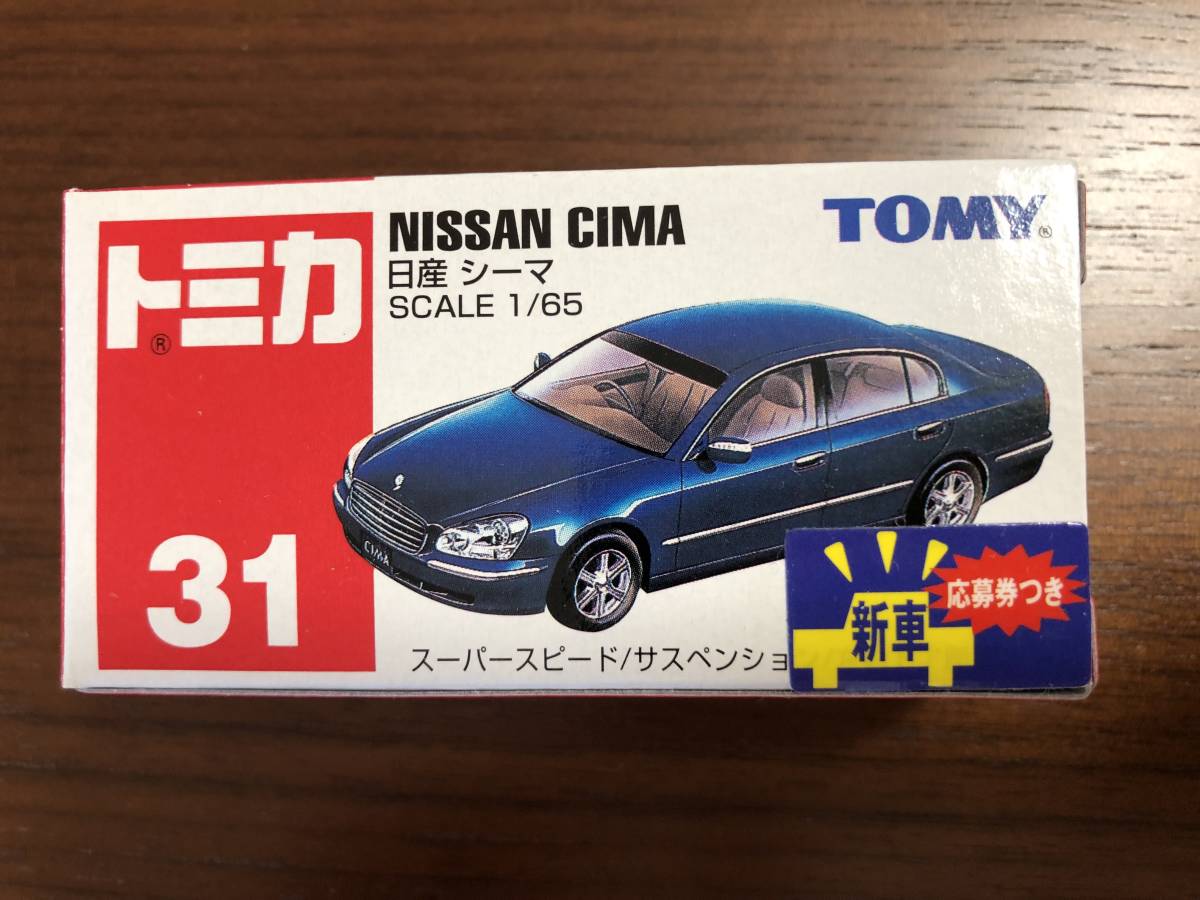 トミカ®
31
NISSAN CIMA
日産 シーマ
SCALE 1/65
TOMY®
CIMA
スーパースピード/サスペンショ
新車
応募券つき